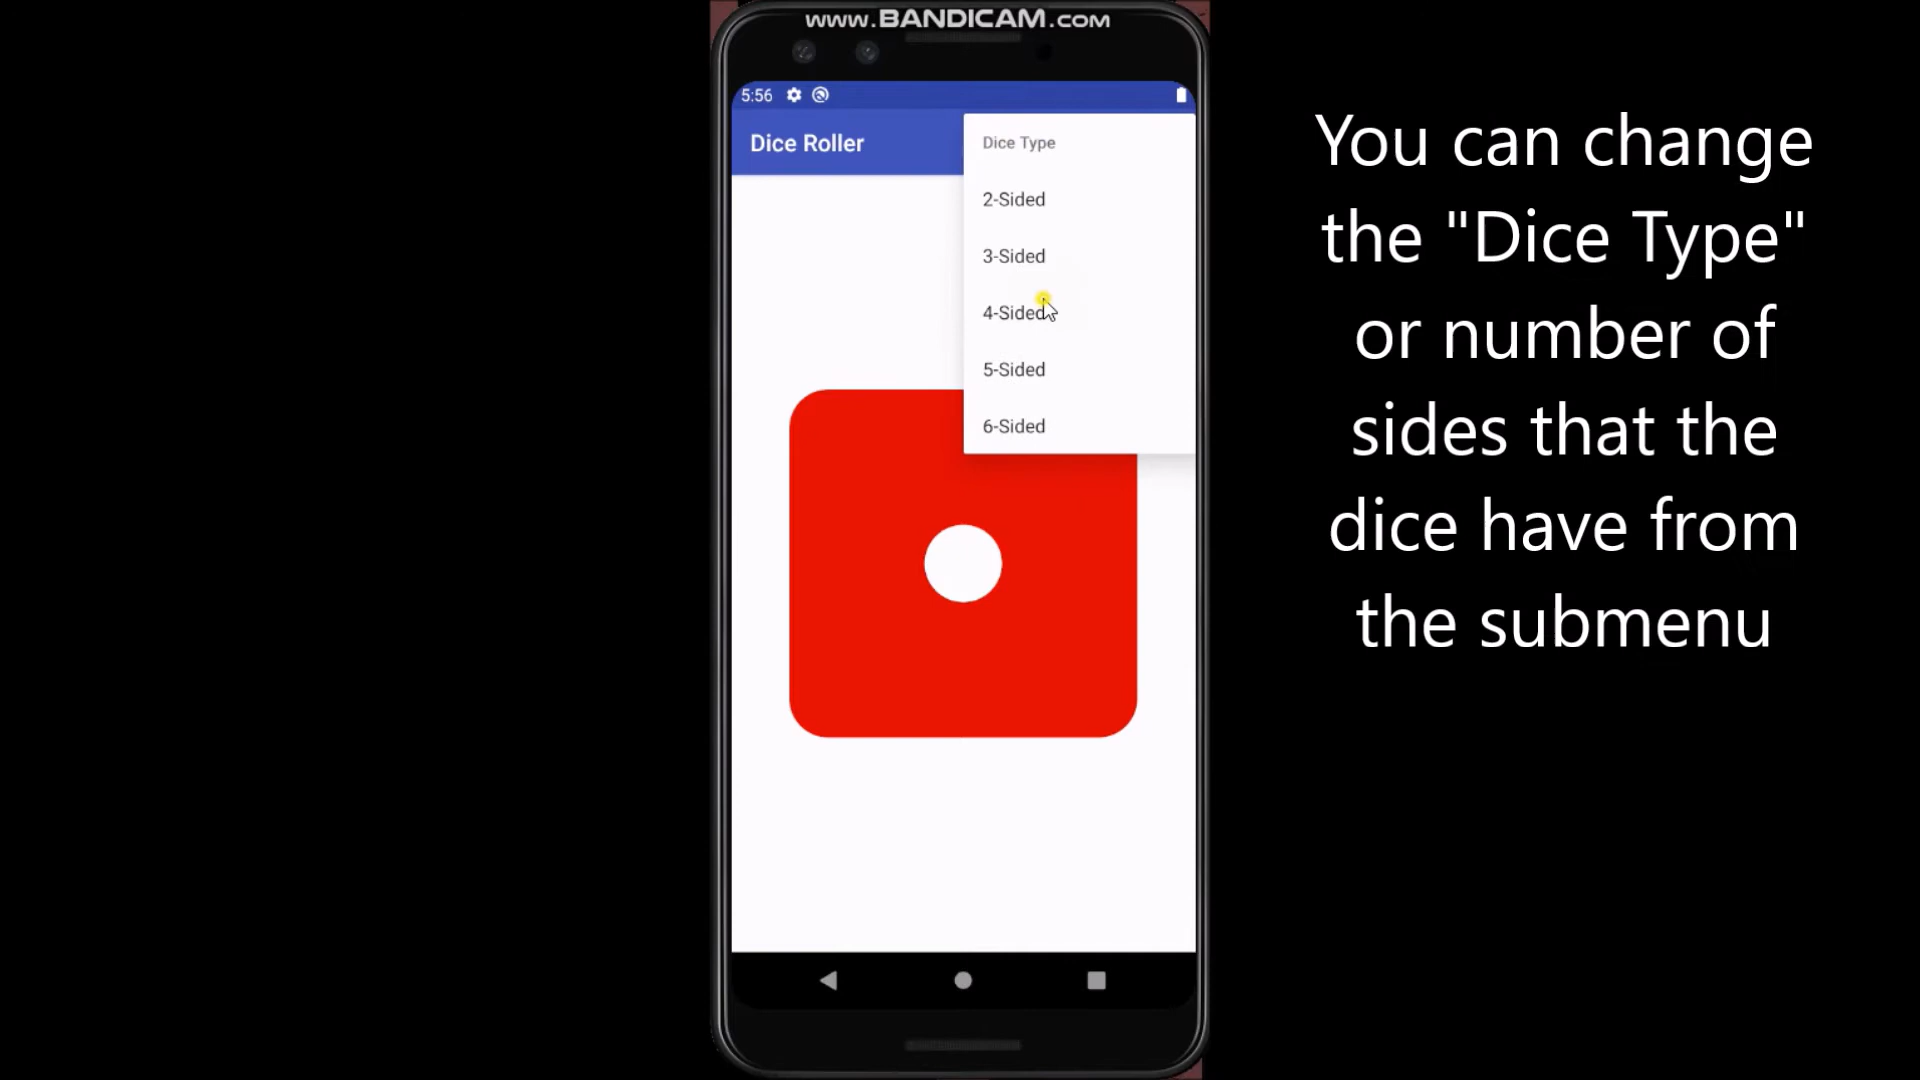 www.BANDICAM.com
5:56
Dice Roller
Dice Type
2-Sided
3-Sided
4-Sided
5-Sided
6-Sided
You can change
the "Dice Type"
or number of
sides that the
dice have from
the submenu